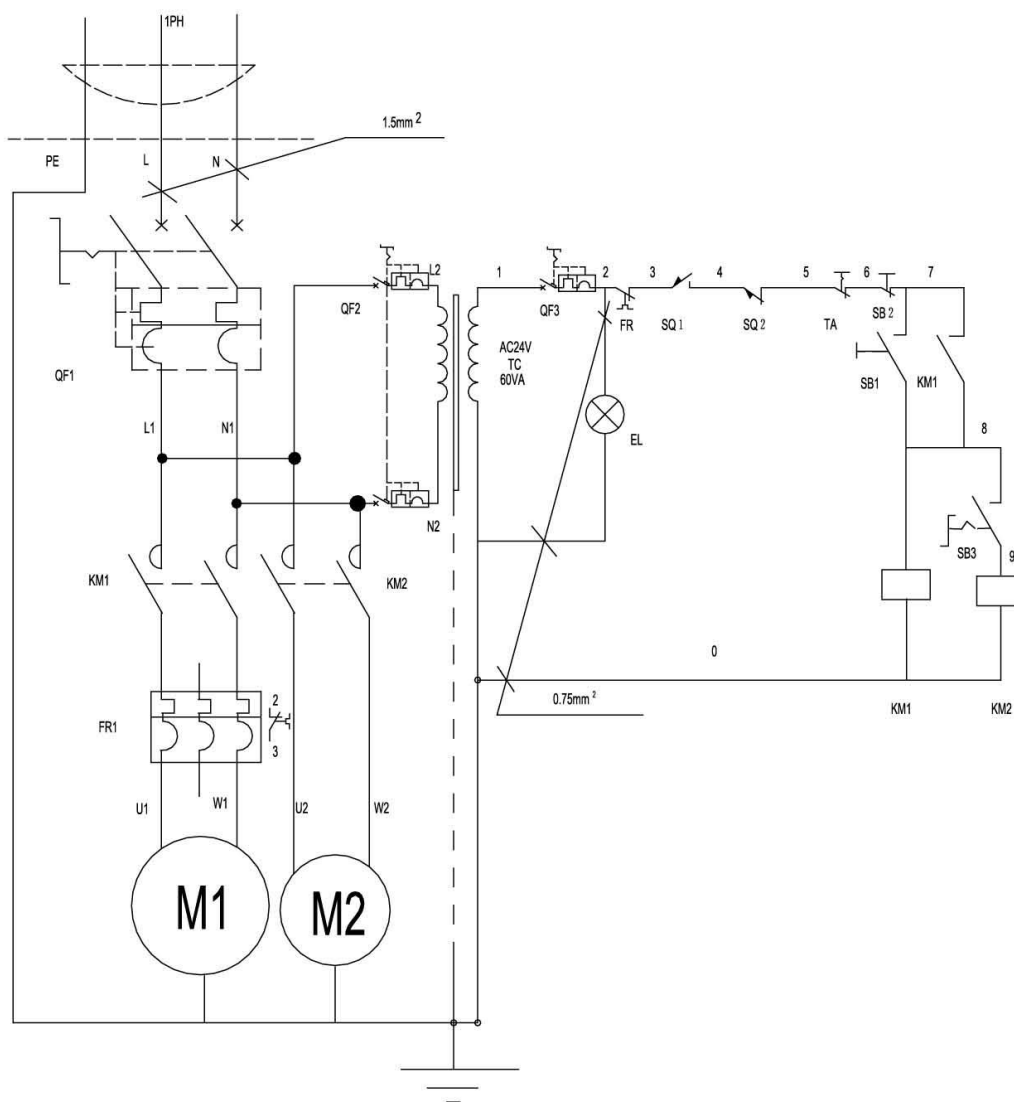 1PH
1.5mm 2
PE
L
N
QF1
QF2
L2
1
QF3
2
3
4
5
6
7
FR
SQ 1
SQ 2
TA
SB 2
AC24V
TC
60VA
SB1
KM1
EL
L1
N1
8
N2
SB3
9
KM1
KM2
0
0.75mm 2
KM1
KM2
FR1
2
3
U1
W1
U2
W2
M1
M2